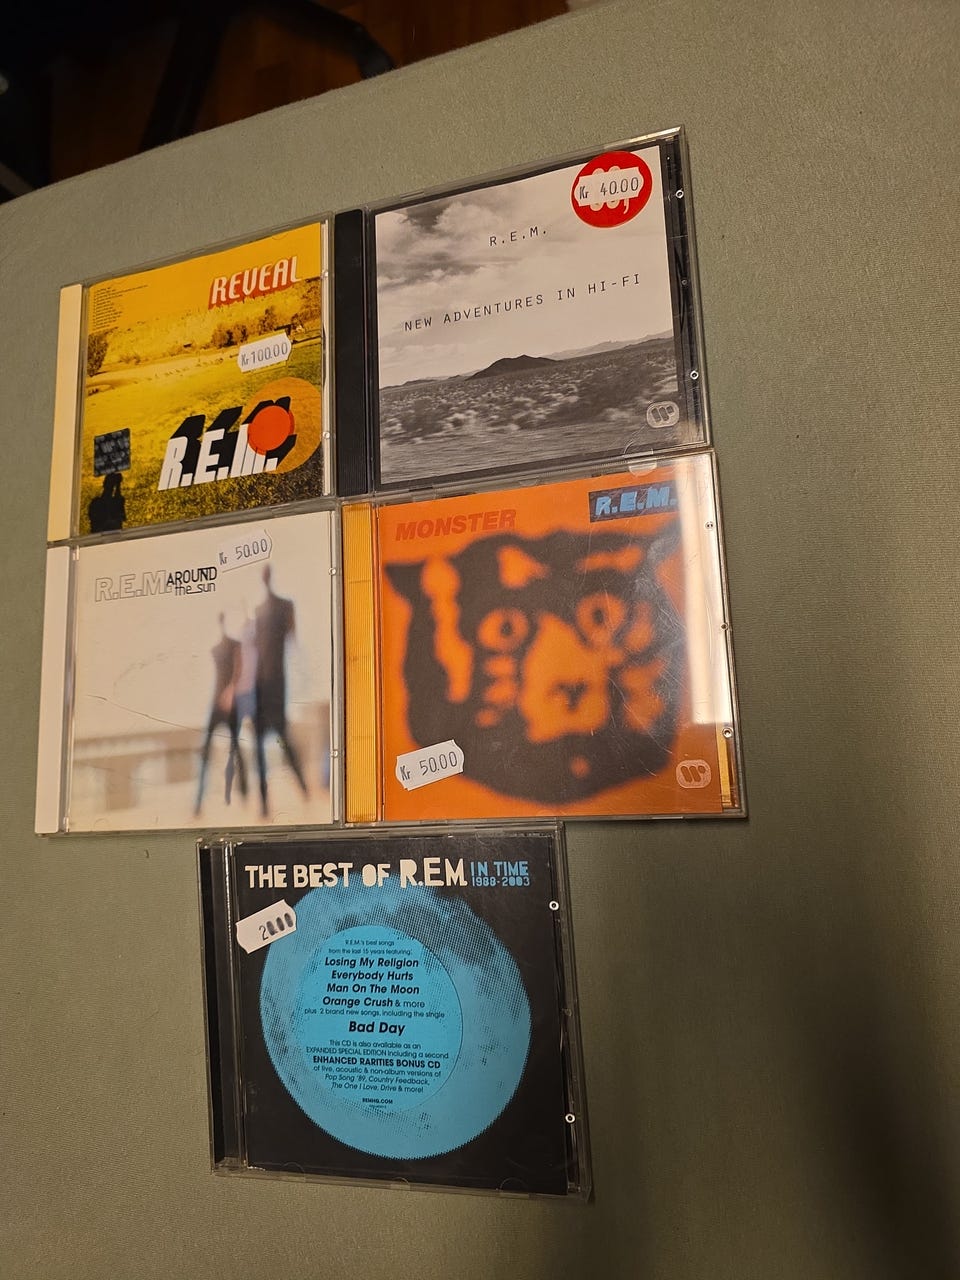 REVEAL
Kr 100.00
R.E.M.
Kr 40.00
R.E.M.
NEW ADVENTURES IN HI-FI
R.E.M. AROUND
the sun
Kr 50.00
MONSTER
R.E.M.
Kr 50.00
THE BEST OF R.E.M. IN TIME
1988-2003
R.E.M.'s best songs
from the last 15 years featuring:
Losing My Religion
Everybody Hurts
Man On The Moon
Orange Crush & more
plus 2 brand new songs, including the single
Bad Day
This CD is also available as an
EXPANDED SPECIAL EDITION including a second
ENHANCED RARITIES BONUS CD
of live, acoustic & non-album versions of
Pop Song '89, Country Feedback,
The One I Love, Drive & more!
REMHQ.COM